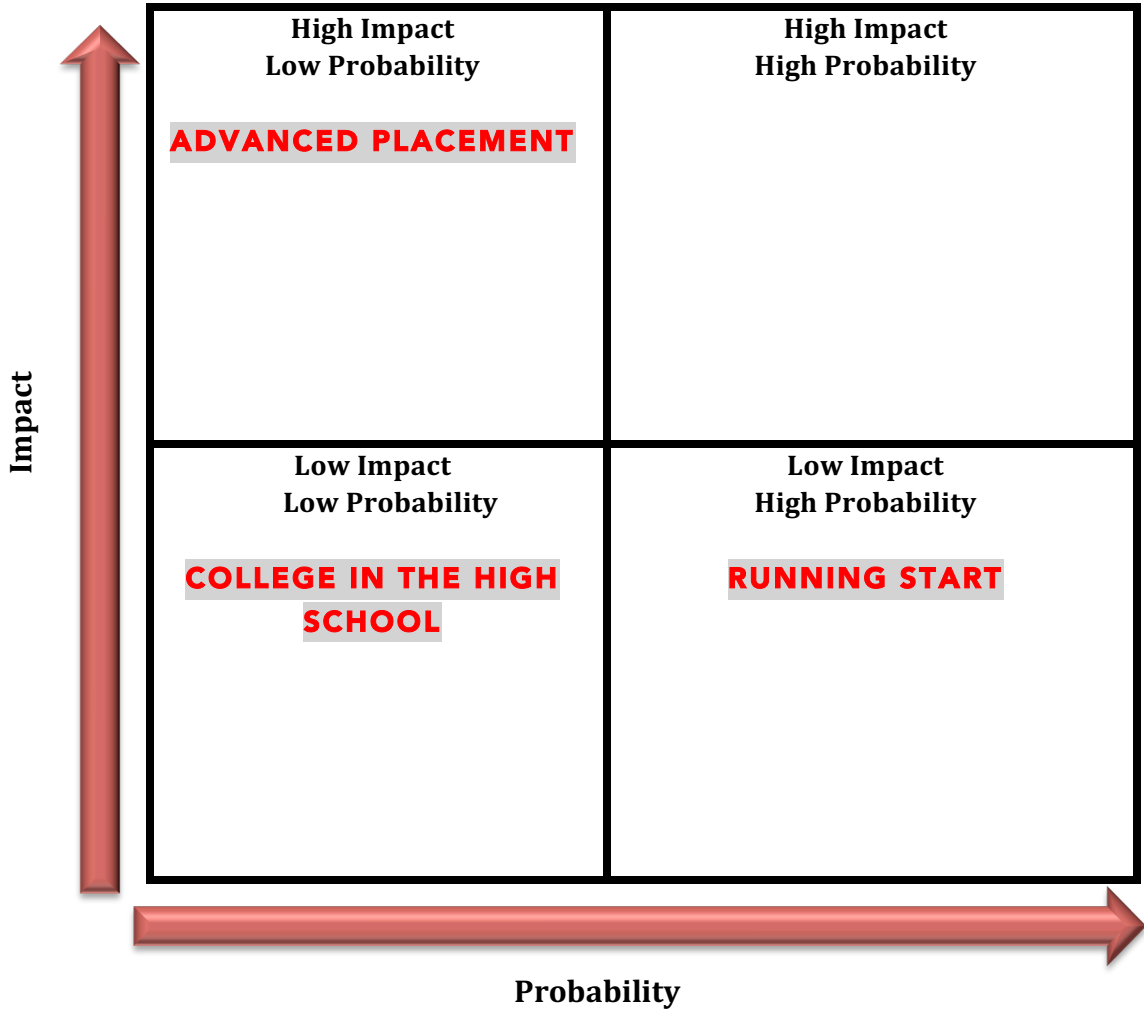 High Impact
Low Probability
ADVANCED PLACEMENT
High Impact
High Probability
Impact
Low Impact
Low Probability
COLLEGE IN THE HIGH
SCHOOL
Low Impact
High Probability
RUNNING START
Probability